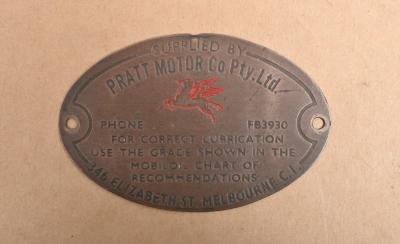 SUPPLIED BY
PRATT MOTOR Co. Pty. Ltd.
PHONE FB3930
FOR CORRECT LUBRICATION
USE THE GRADE SHOWN IN THE
MOBILOIL CHART OF
RECOMMENDATIONS
346 ELIZABETH ST. MELBOURNE C.1.